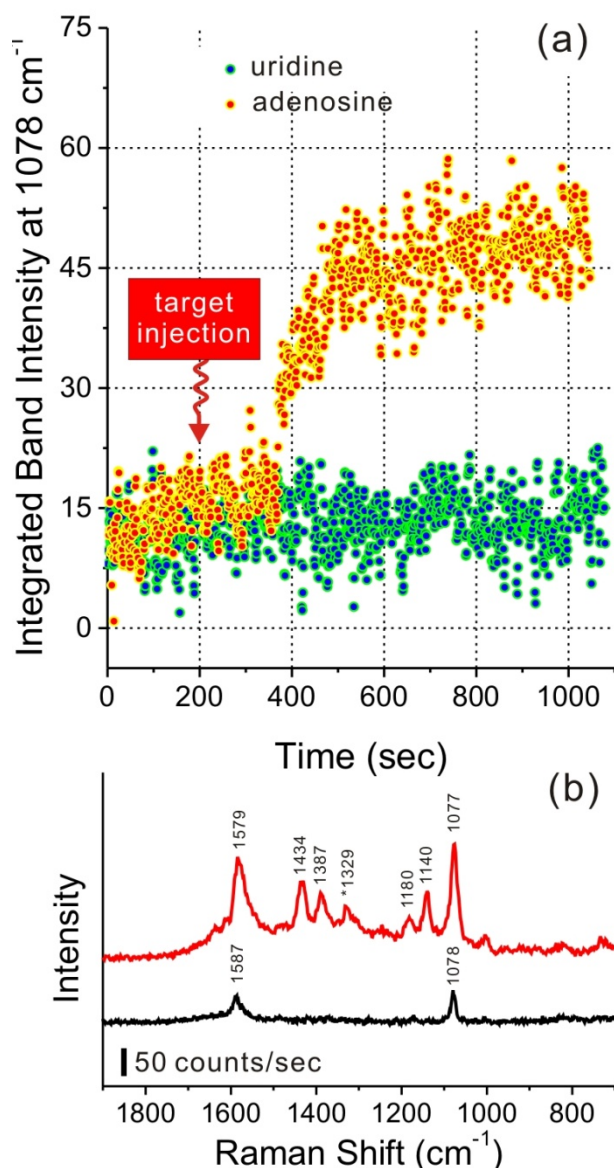 (a)
uridine
adenosine
Integrated Band Intensity at 1078 cm⁻¹
75
60
45
30
15
0
target
injection
0 200 400 600 800 1000
Time (sec)
(b)
Intensity
1579
1434
1387
*1329
1180
1140
1077
1587
1078
50 counts/sec
1800 1600 1400 1200 1000 800
Raman Shift (cm⁻¹)